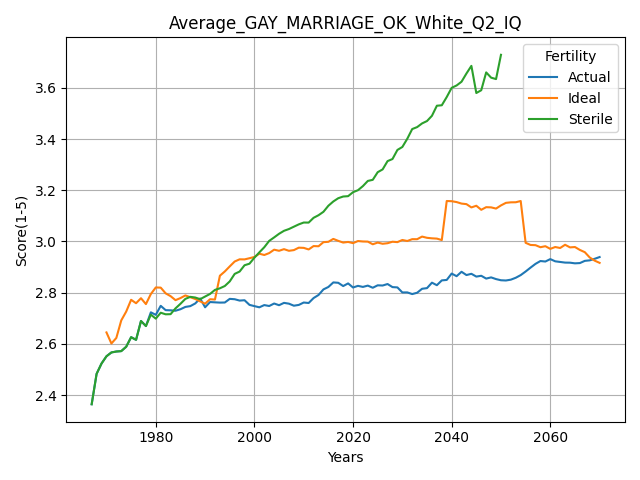 Average_GAY_MARRIAGE_OK_White_Q2_IQ
Fertility
Actual
Ideal
Sterile
Score(1-5)
3.6
3.4
3.2
3.0
2.8
2.6
2.4
1980 2000 2020 2040 2060
Years